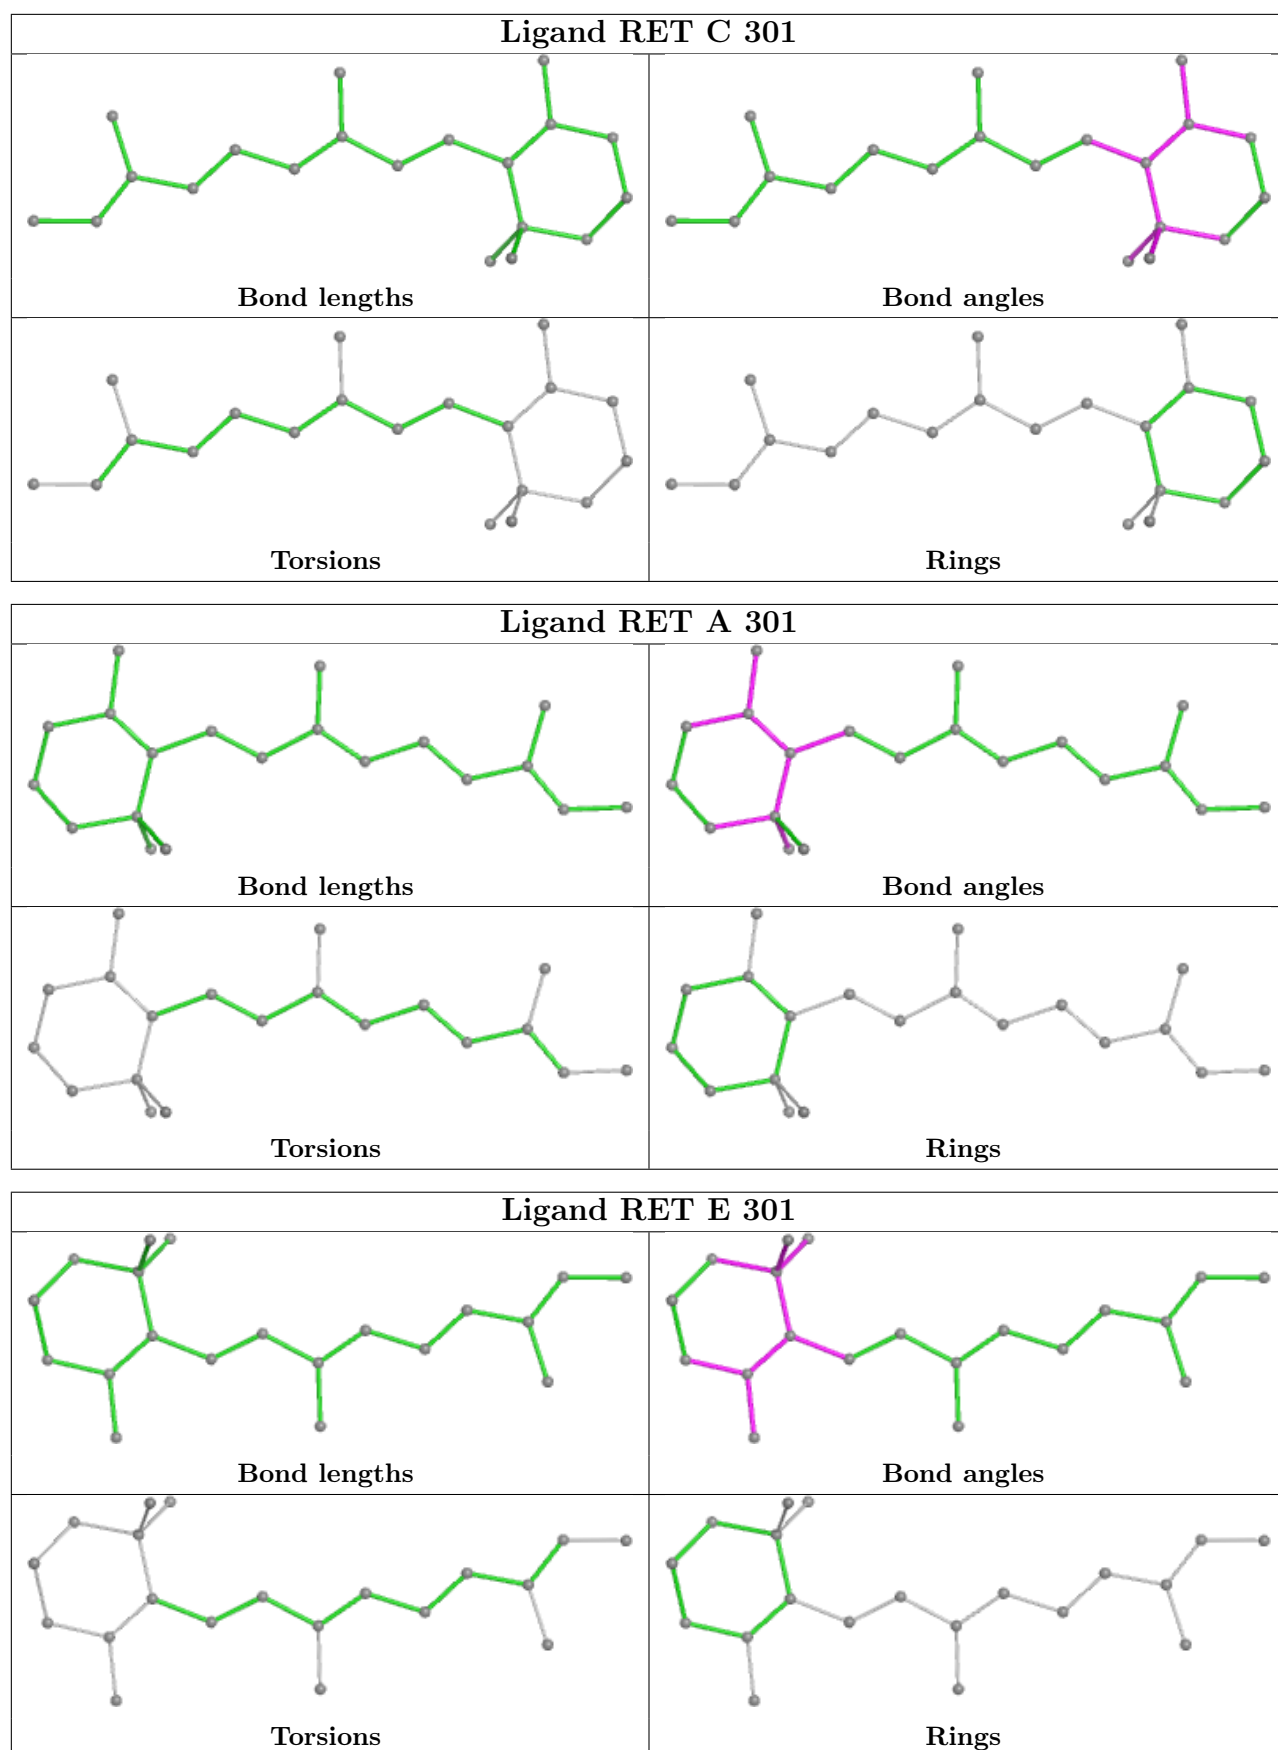 Ligand RET C 301
Bond lengths
Bond angles
Torsions
Rings
Ligand RET A 301
Bond lengths
Bond angles
Torsions
Rings
Ligand RET E 301
Bond lengths
Bond angles
Torsions
Rings